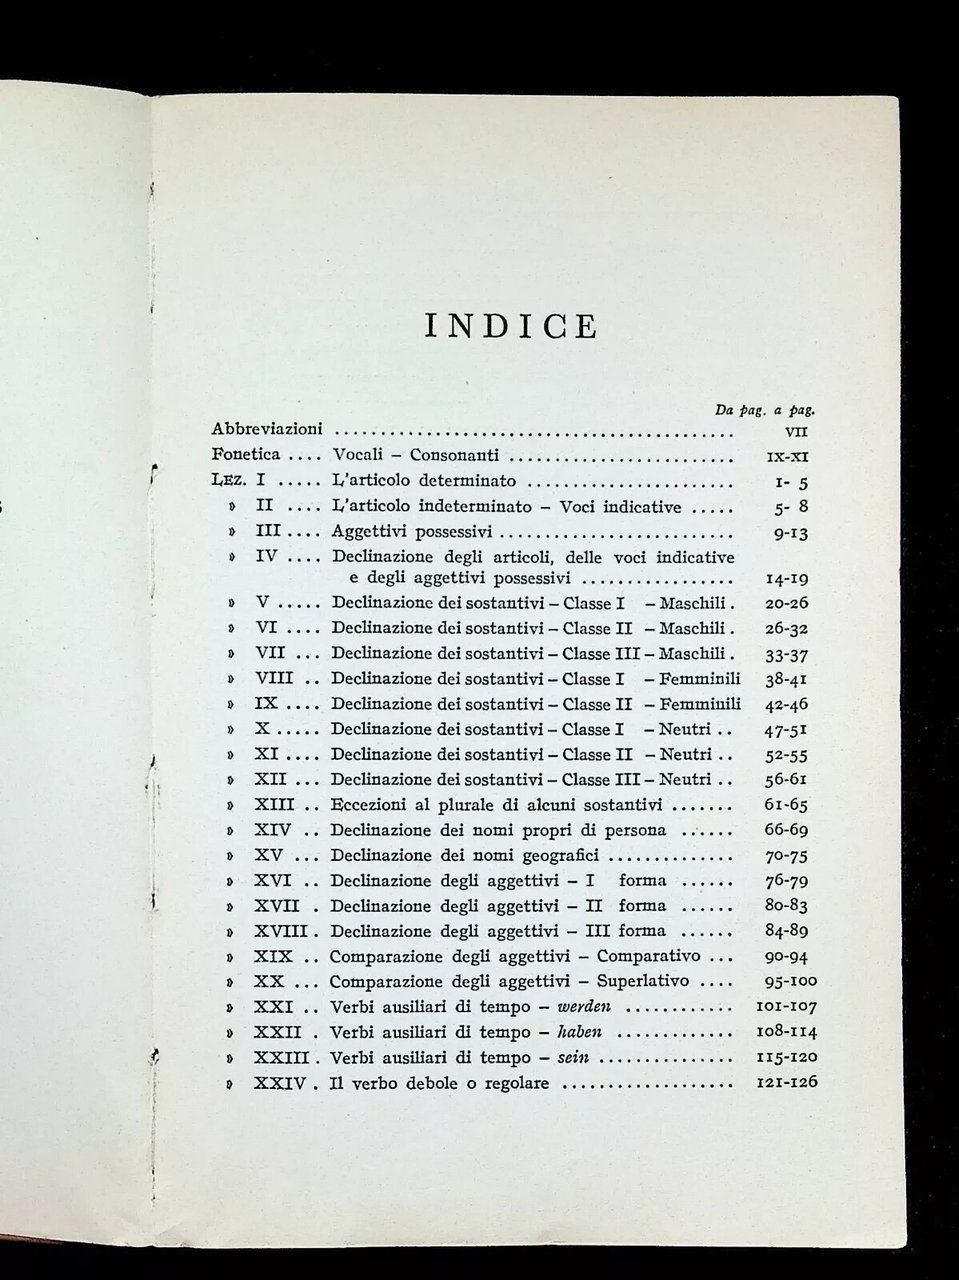 INDICE
Da pag. a pag.
Abbreviazioni ........................................... VII
Fonetica .... Vocali – Consonanti ......................... IX-XI
LEZ. I ..... L'articolo determinato ....................... 1- 5
» II .... L'articolo indeterminato – Voci indicative ..... 5- 8
» III .... Aggettivi possessivi .......................... 9-13
» IV .... Declinazione degli articoli, delle voci indicative
e degli aggettivi possessivi ................. 14-19
» V ..... Declinazione dei sostantivi – Classe I – Maschili . 20-26
» VI .... Declinazione dei sostantivi – Classe II – Maschili . 26-32
» VII ... Declinazione dei sostantivi – Classe III – Maschili . 33-37
» VIII .. Declinazione dei sostantivi – Classe I – Femminili 38-41
» IX .... Declinazione dei sostantivi – Classe II – Femminili 42-46
» X ..... Declinazione dei sostantivi – Classe I – Neutri .. 47-51
» XI .... Declinazione dei sostantivi – Classe II – Neutri .. 52-55
» XII ... Declinazione dei sostantivi – Classe III – Neutri .. 56-61
» XIII .. Eccezioni al plurale di alcuni sostantivi ....... 61-65
» XIV .. Declinazione dei nomi propri di persona ...... 66-69
» XV ... Declinazione dei nomi geografici .............. 70-75
» XVI .. Declinazione degli aggettivi – I forma ...... 76-79
» XVII . Declinazione degli aggettivi – II forma ...... 80-83
» XVIII . Declinazione degli aggettivi – III forma ...... 84-89
» XIX .. Comparazione degli aggettivi – Comparativo ... 90-94
» XX ... Comparazione degli aggettivi – Superlativo .... 95-100
» XXI .. Verbi ausiliari di tempo – werden ............ 101-107
» XXII . Verbi ausiliari di tempo – haben ............. 108-114
» XXIII . Verbi ausiliari di tempo – sein ............... 115-120
» XXIV . Il verbo debole o regolare ................... 121-126